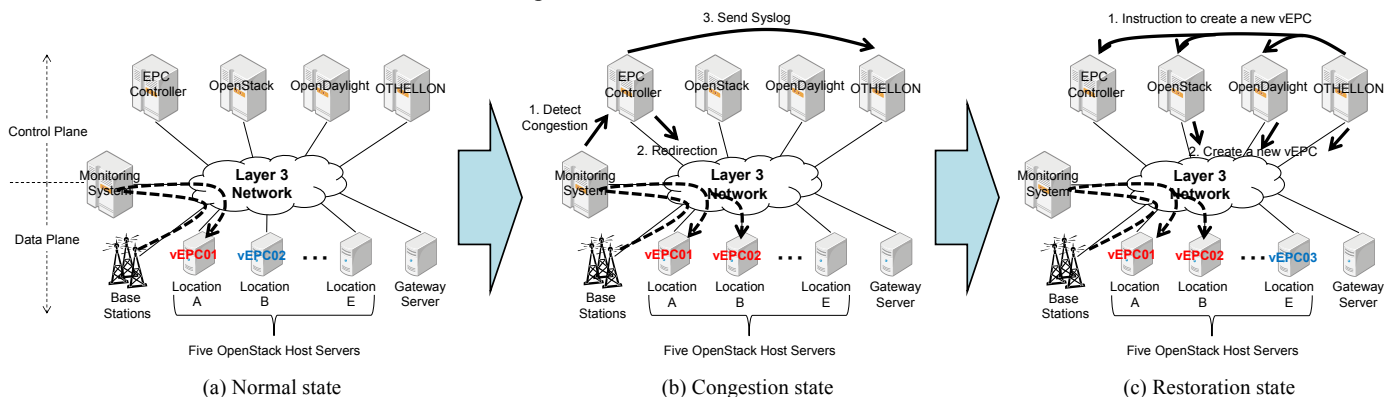 Control Plane
Data Plane
EPC
Controller
OpenStack
OpenDaylight
OTHELLON
Monitoring
System
Layer 3
Network
vEPC01
vEPC02
...
Base
Stations
Location
A
Location
B
Location
E
Gateway
Server
Five OpenStack Host Servers
(a) Normal state
3. Send Syslog
EPC
Controller
OpenStack
OpenDaylight
OTHELLON
1. Detect
Congestion
2. Redirection
Monitoring
System
Layer 3
Network
vEPC01
vEPC02
...
Base
Stations
Location
A
Location
B
Location
E
Gateway
Server
Five OpenStack Host Servers
(b) Congestion state
1. Instruction to create a new vEPC
EPC
Controller
OpenStack
OpenDaylight
OTHELLON
2. Create a new vEPC
Monitoring
System
Layer 3
Network
vEPC01
vEPC02
...
vEPC03
Base
Stations
Location
A
Location
B
Location
E
Gateway
Server
Five OpenStack Host Servers
(c) Restoration state